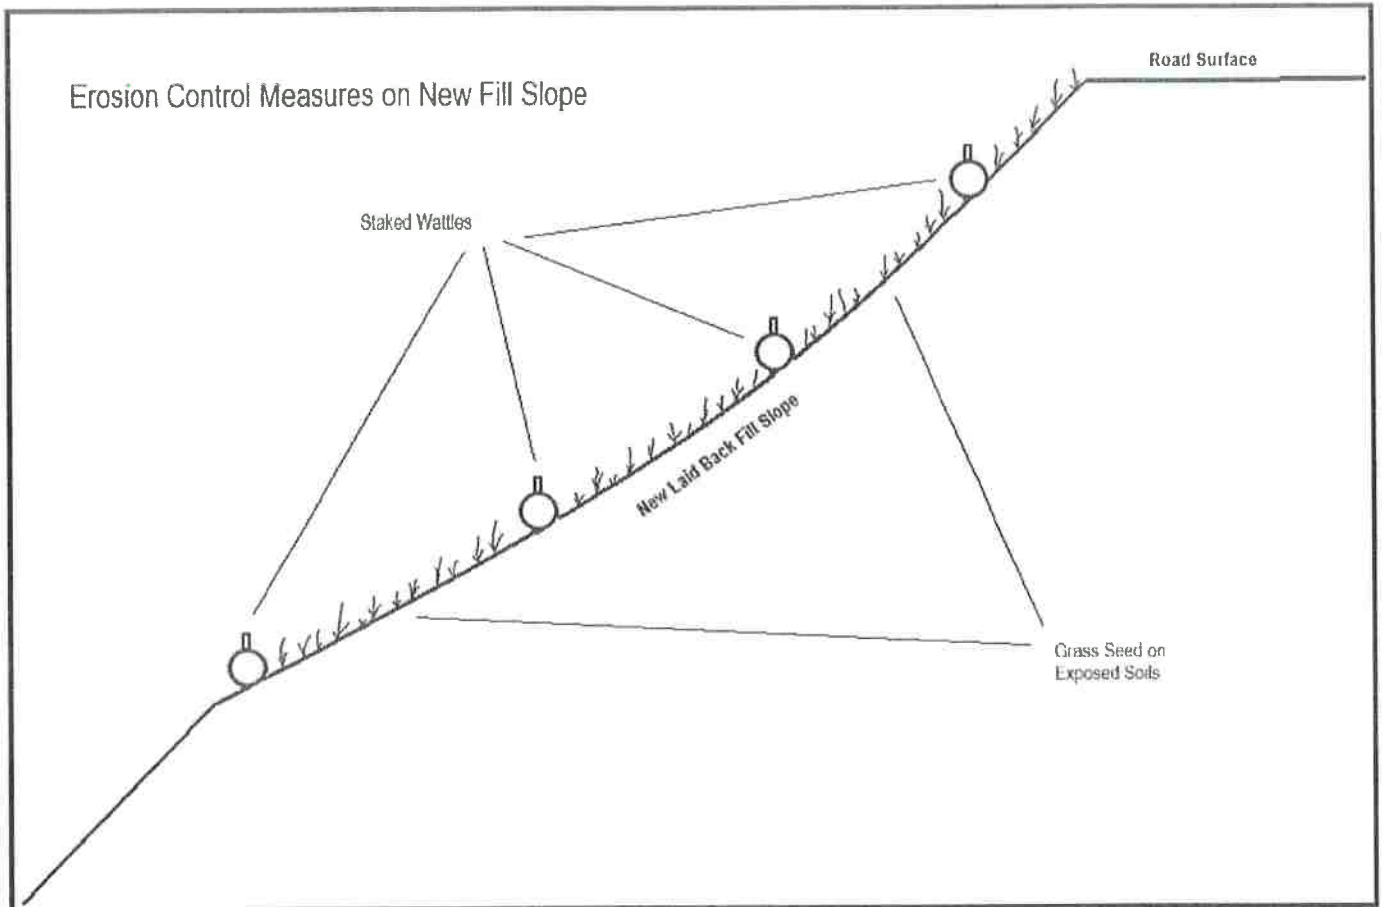 Road Surface
Erosion Control Measures on New Fill Slope
Staked Wattles
New Laid Back Fill Slope
Grass Seed on
Exposed Soils